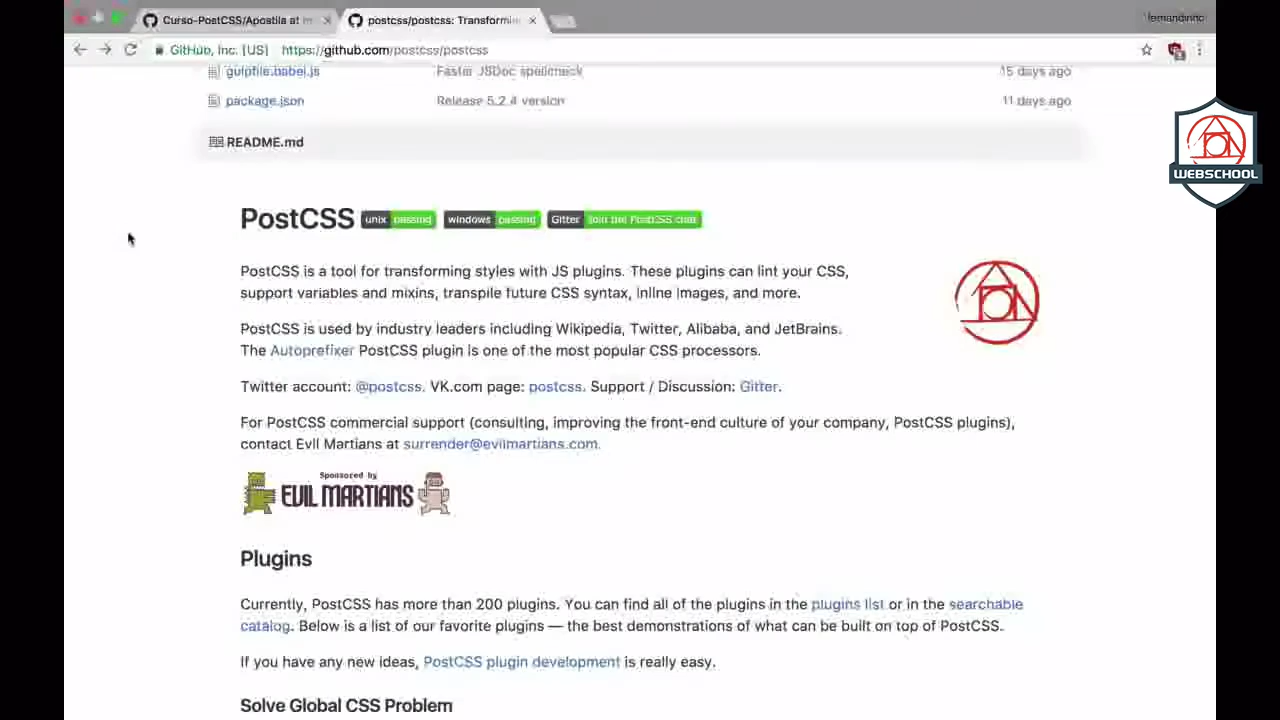 Curso-PostCSS/Apostila at m
postcss/postcss: Transformin
fernandinho
GitHub, Inc. [US] https://github.com/postcss/postcss
gulpfile.babel.js Faster JSDoc spellcheck 15 days ago
package.json Release 5.2.4 version 11 days ago
README.md
WEBSCHOOL
PostCSS unix passing windows passing Gitter Join the PostCSS chat
PostCSS is a tool for transforming styles with JS plugins. These plugins can lint your CSS,
support variables and mixins, transpile future CSS syntax, inline images, and more.
PostCSS is used by industry leaders including Wikipedia, Twitter, Alibaba, and JetBrains.
The Autoprefixer PostCSS plugin is one of the most popular CSS processors.
Twitter account: @postcss. VK.com page: postcss. Support / Discussion: Gitter.
For PostCSS commercial support (consulting, improving the front-end culture of your company, PostCSS plugins),
contact Evil Martians at surrender@evilmartians.com.
Sponsored by
EVIL MARTIANS
Plugins
Currently, PostCSS has more than 200 plugins. You can find all of the plugins in the plugins list or in the searchable
catalog. Below is a list of our favorite plugins — the best demonstrations of what can be built on top of PostCSS.
If you have any new ideas, PostCSS plugin development is really easy.
Solve Global CSS Problem